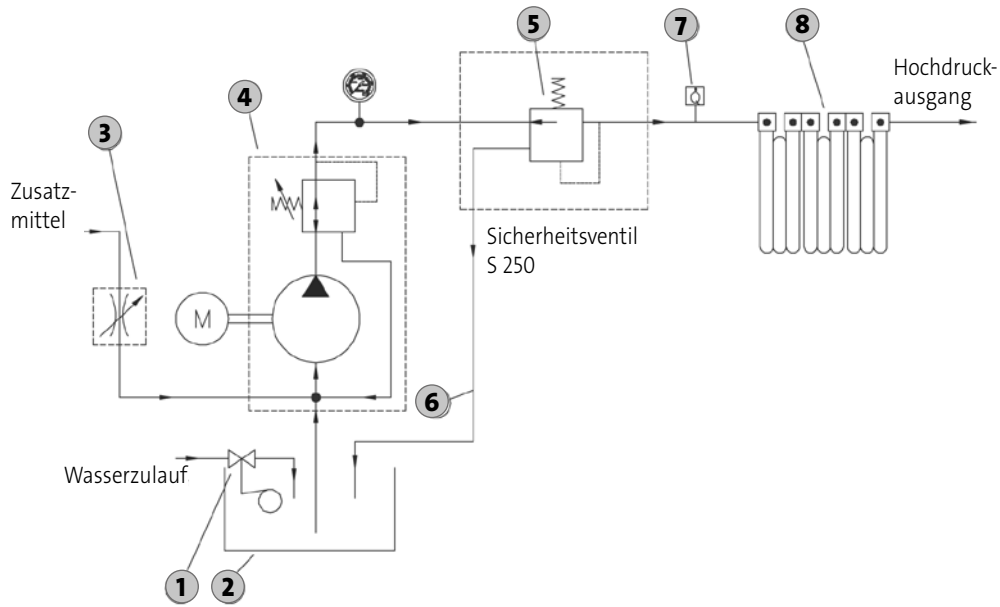 5
7
8
Hochdruck-
ausgang
4
3
Zusatz-
mittel
Sicherheitsventil
S 250
M
6
Wasserzulauf
1
2